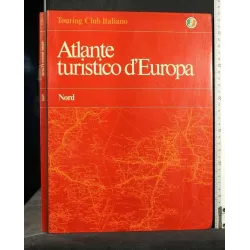 Touring Club Italiano
Atlante
turistico d'Europa
Nord